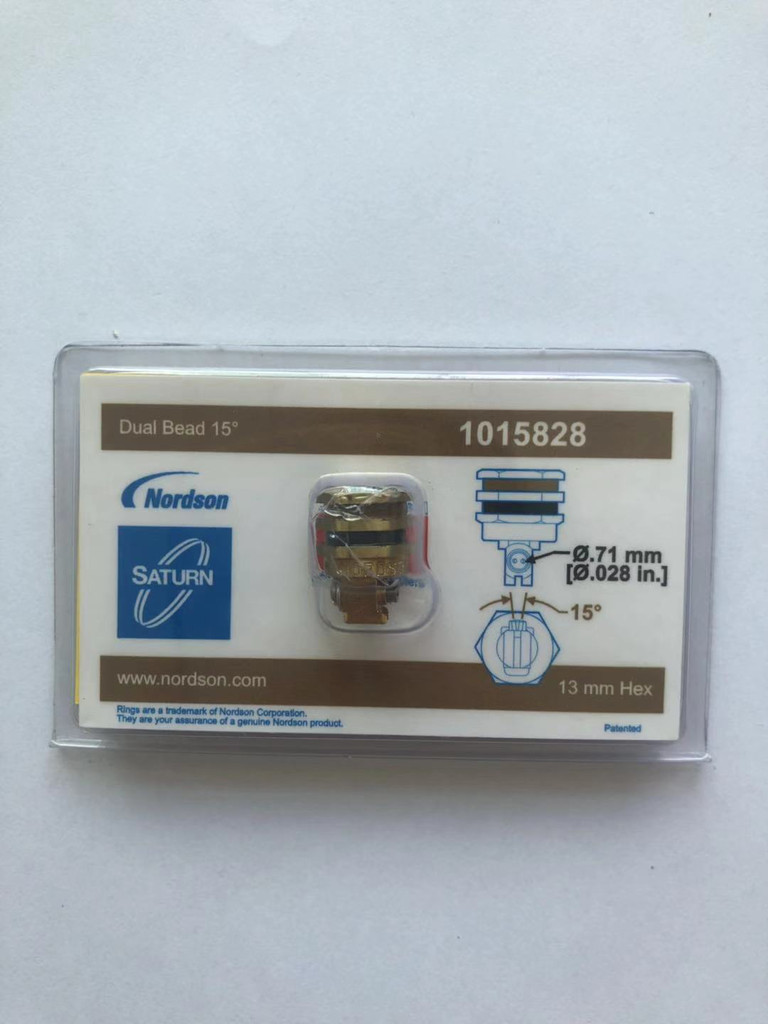 Dual Bead 15°
1015828
Nordson
SATURN
Ø.71 mm
[Ø.028 in.]
15°
www.nordson.com
13 mm Hex
Rings are a trademark of Nordson Corporation.
They are your assurance of a genuine Nordson product.
Patented